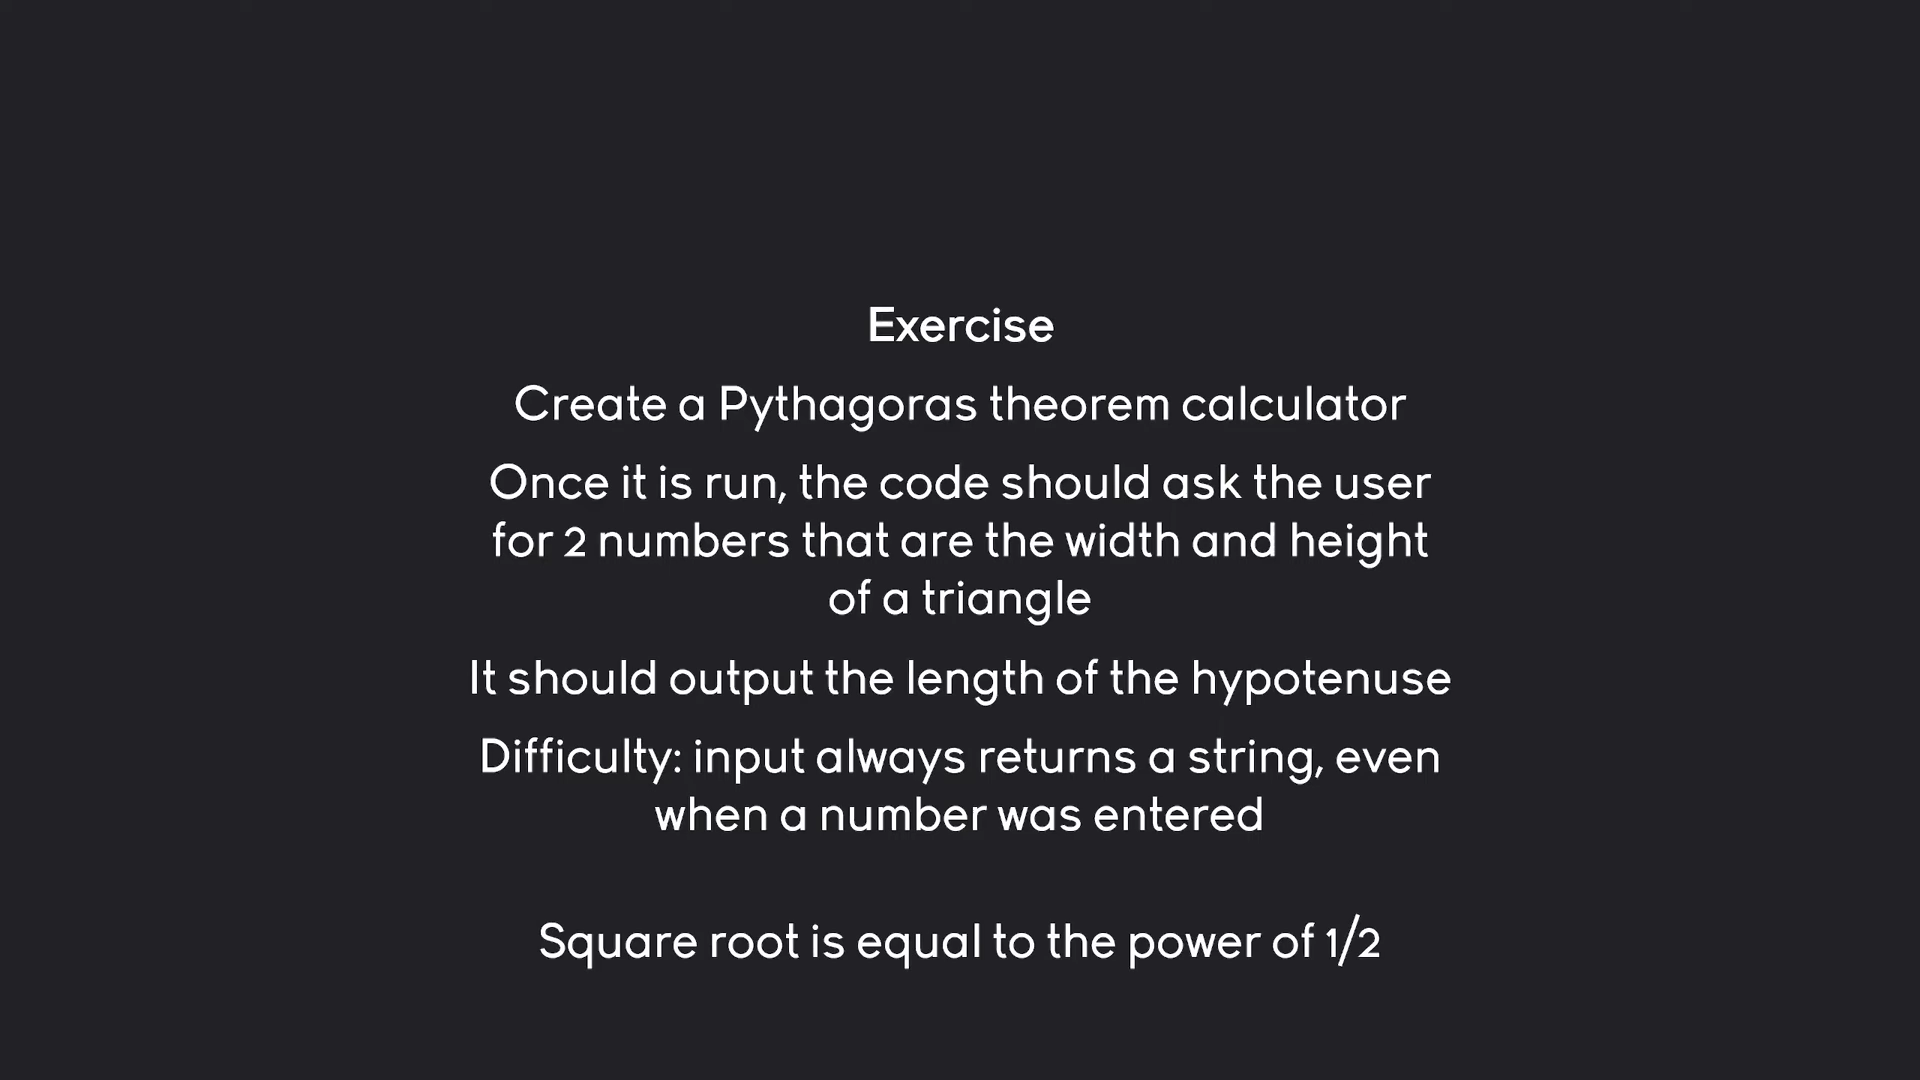 Exercise
Create a Pythagoras theorem calculator
Once it is run, the code should ask the user
for 2 numbers that are the width and height
of a triangle
It should output the length of the hypotenuse
Difficulty: input always returns a string, even
when a number was entered
Square root is equal to the power of 1/2